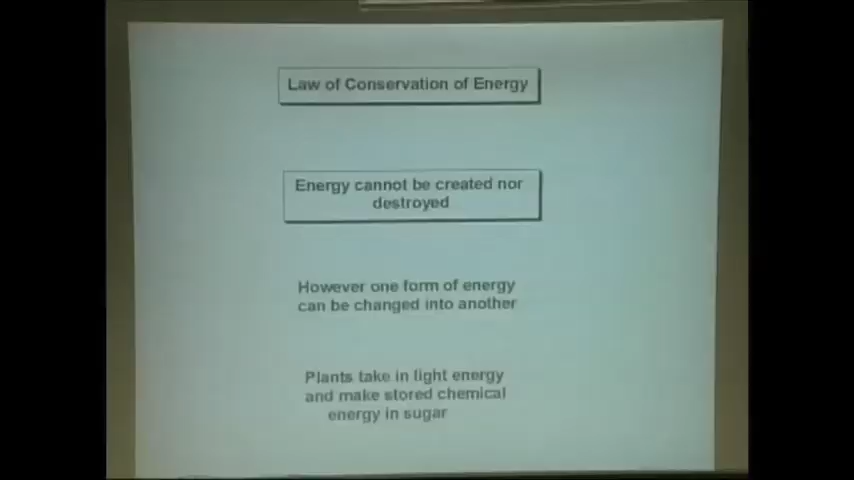 Law of Conservation of Energy
Energy cannot be created nor
destroyed
However one form of energy
can be changed into another
Plants take in light energy
and make stored chemical
energy in sugar